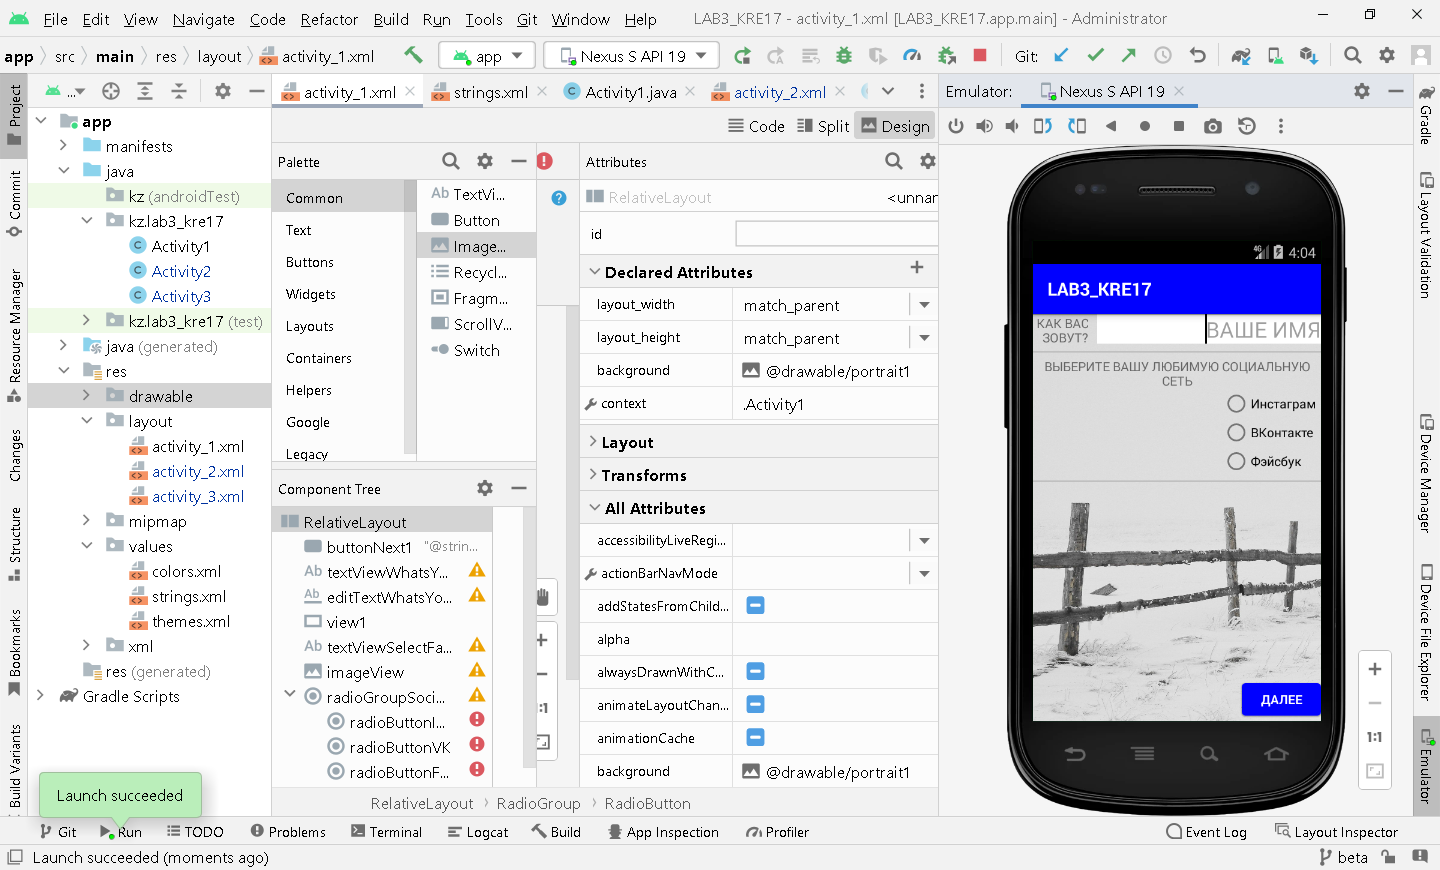 File Edit View Navigate Code Refactor Build Run Tools Git Window Help LAB3_KRE17 - activity_1.xml [LAB3_KRE17.app.main] - Administrator
app src main res layout activity_1.xml app Nexus S API 19 Git:
... activity_1.xml strings.xml Activity1.java activity_2.xml Emulator: Nexus S API 19
Code Split Design
Project
Commit
Resource Manager
Changes
Structure
Bookmarks
Build Variants
app
manifests
java
kz (androidTest)
kz.lab3_kre17
Activity1
Activity2
Activity3
kz.lab3_kre17 (test)
java (generated)
res
drawable
layout
activity_1.xml
activity_2.xml
activity_3.xml
mipmap
values
colors.xml
strings.xml
themes.xml
xml
res (generated)
Gradle Scripts
Launch succeeded
Palette
Common
Text
Buttons
Widgets
Layouts
Containers
Helpers
Google
Legacy
Ab TextVi...
Button
Image...
Recycl...
Fragm...
ScrollV...
Switch
Component Tree
RelativeLayout
buttonNext1 "@strin...
Ab textViewWhatsY...
Ab editTextWhatsYo...
view1
Ab textViewSelectFa...
imageView
radioGroupSoci...
radioButtonI...
radioButtonVK
radioButtonF...
1:1
Attributes
RelativeLayout <unnar
id
Declared Attributes
layout_width match_parent
layout_height match_parent
background @drawable/portrait1
context .Activity1
Layout
Transforms
All Attributes
accessibilityLiveRegi...
actionBarNavMode
addStatesFromChild...
alpha
alwaysDrawnWithC...
animateLayoutChan...
animationCache
background @drawable/portrait1
RelativeLayout RadioGroup RadioButton
4G 4:04
LAB3_KRE17
КАК ВАС
ЗОВУТ?
ВАШЕ ИМЯ
ВЫБЕРИТЕ ВАШУ ЛЮБИМУЮ СОЦИАЛЬНУЮ
СЕТЬ
Инстаграм
ВКонтакте
Фэйсбук
ДАЛЕЕ
1:1
Gradle
Layout Validation
Device Manager
Device File Explorer
Emulator
Git Run TODO Problems Terminal Logcat Build App Inspection Profiler Event Log Layout Inspector
Launch succeeded (moments ago) beta